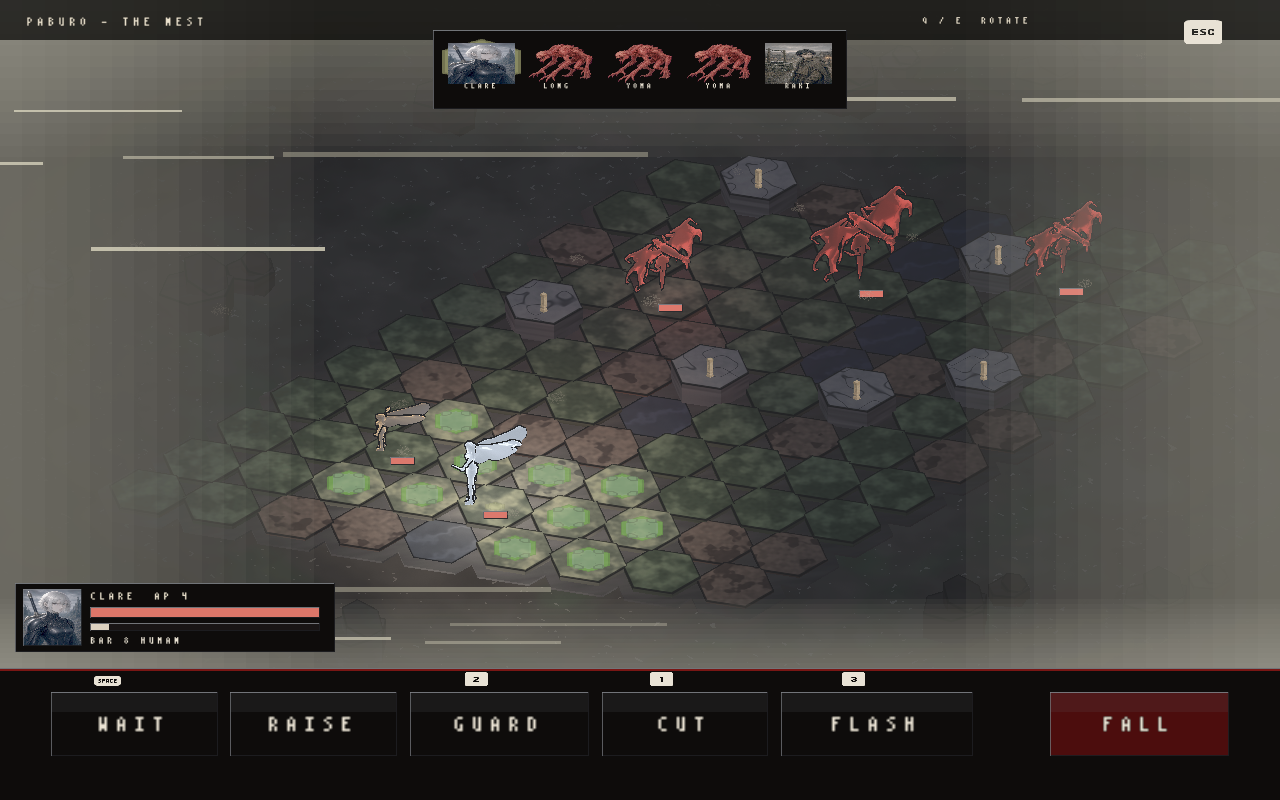 PABURO - THE NEST
Q / E ROTATE
ESC
CLARE
LONG
YOMA
YOMA
RAKI
CLARE AP 4
BAR 8 HUMAN
SPACE
2
1
3
WAIT
RAISE
GUARD
CUT
FLASH
FALL